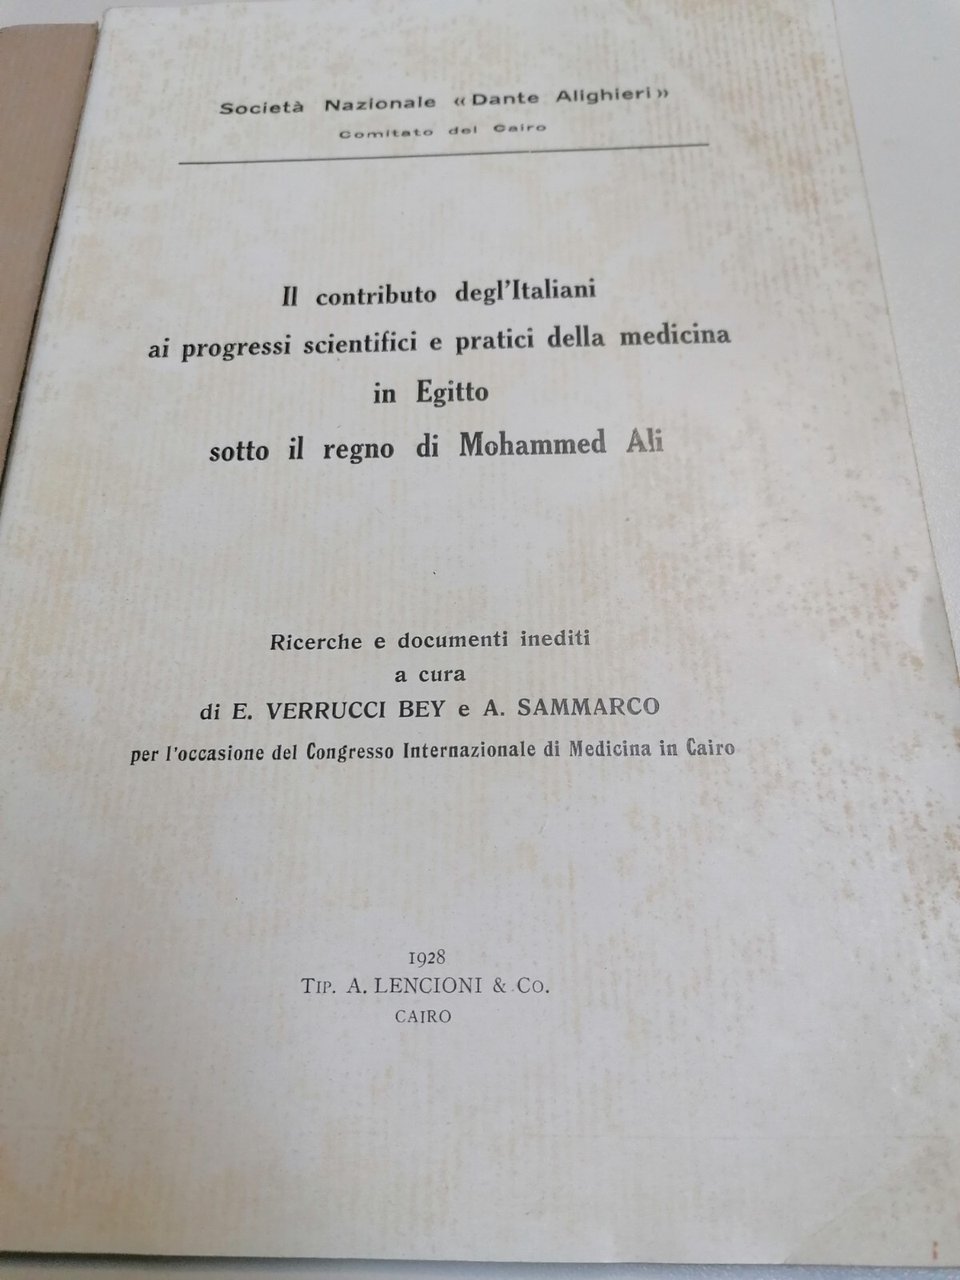 Società Nazionale «Dante Alighieri»
Comitato del Cairo
Il contributo degl'Italiani
ai progressi scientifici e pratici della medicina
in Egitto
sotto il regno di Mohammed Ali
Ricerche e documenti inediti
a cura
di E. VERRUCCI BEY e A. SAMMARCO
per l'occasione del Congresso Internazionale di Medicina in Cairo
1928
TIP. A. LENCIONI & CO.
CAIRO